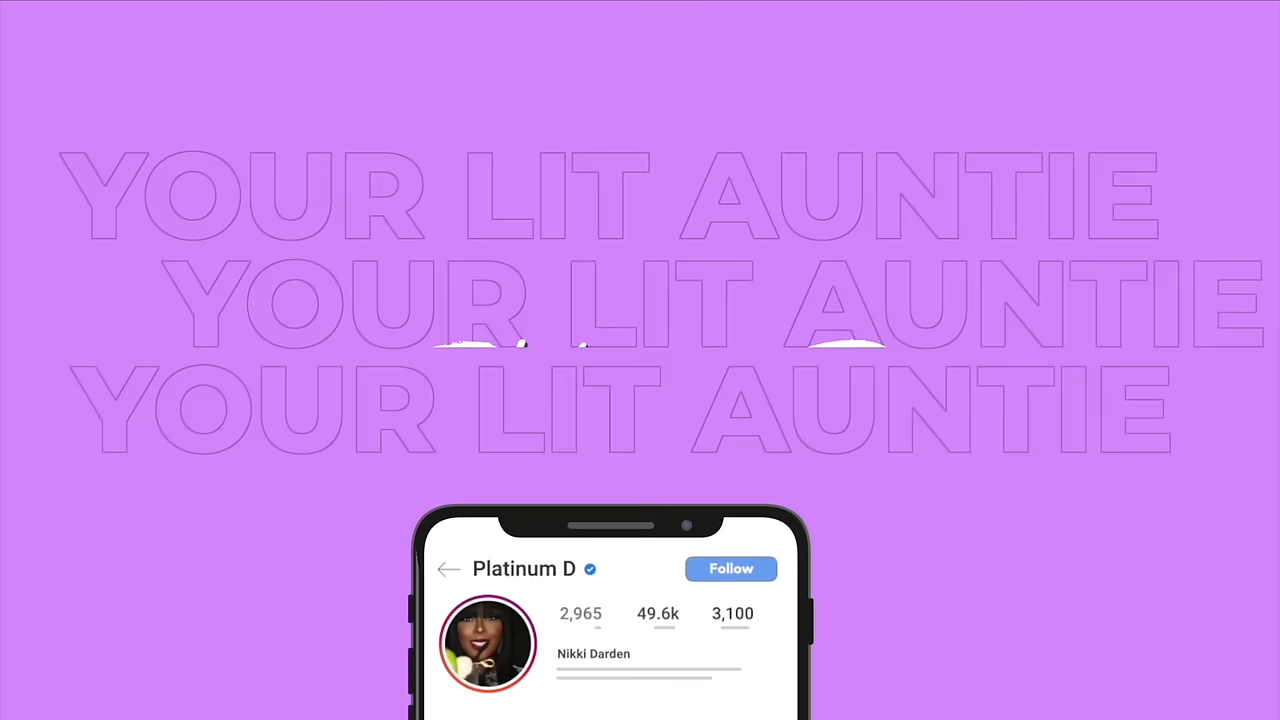 YOUR LIT AUNTIE
YOUR LIT AUNTIE
YOUR LIT AUNTIE
Platinum D
Follow
2,965 49.6k 3,100
Nikki Darden